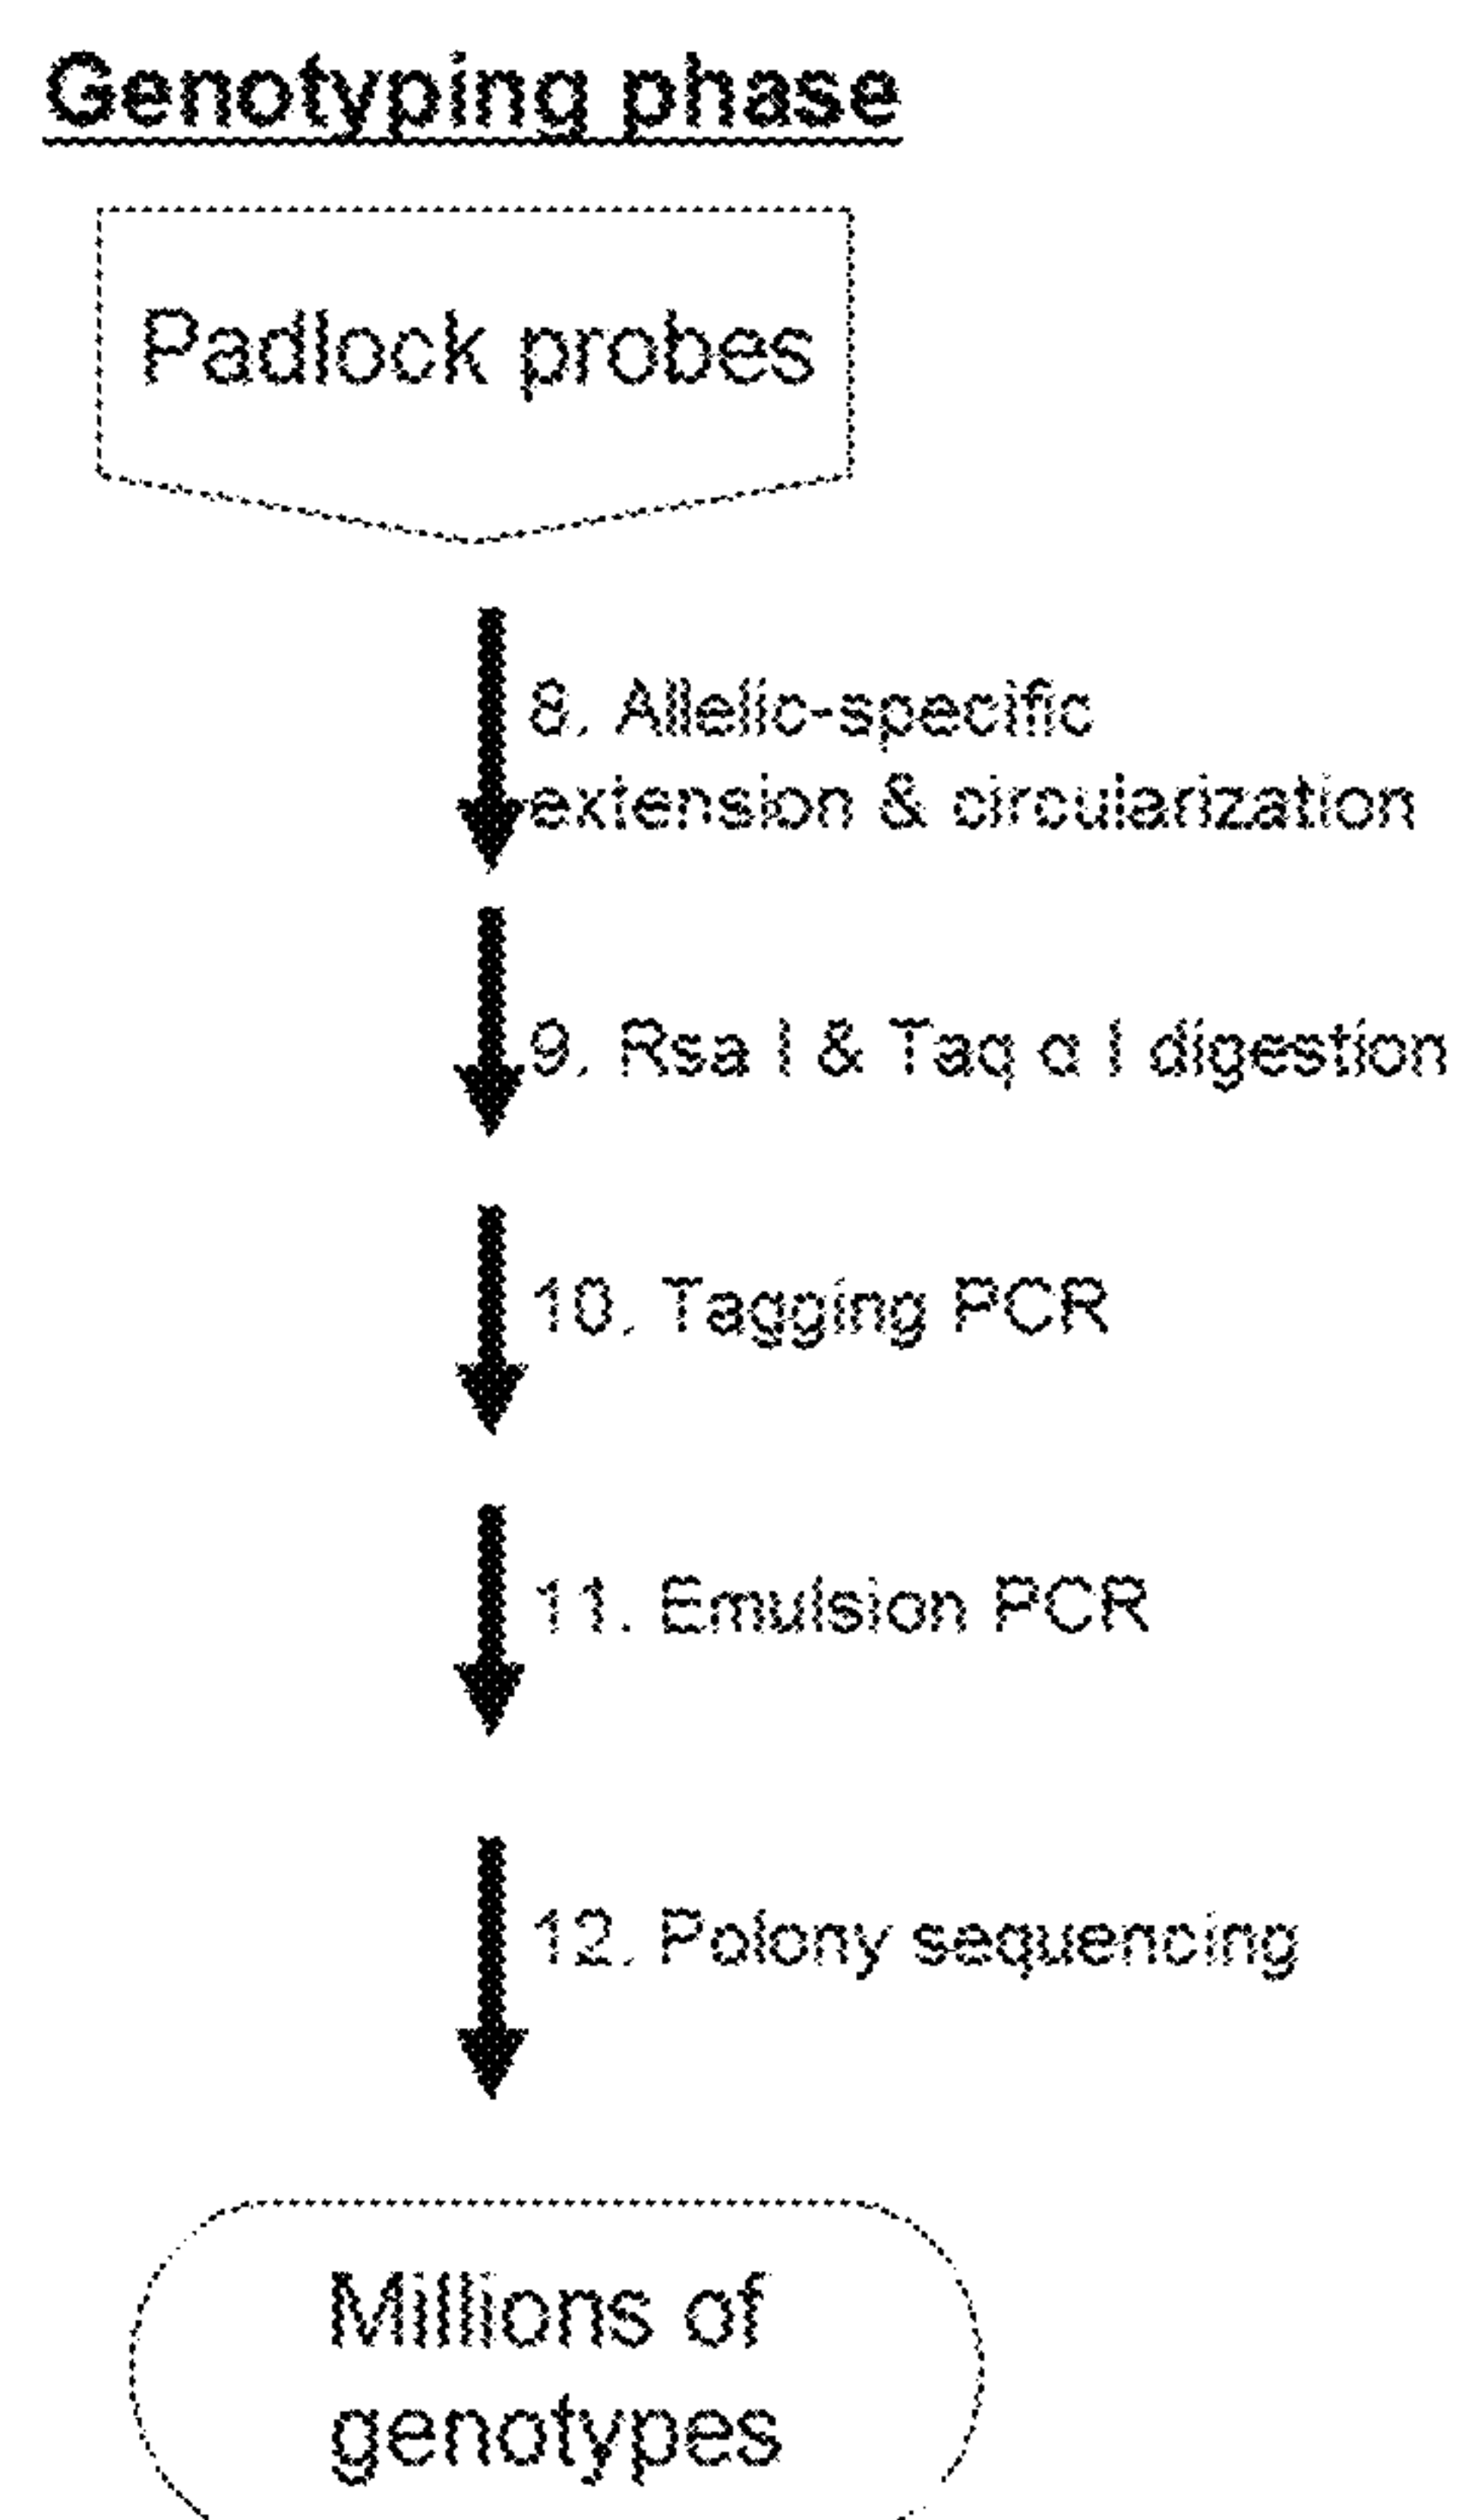 Genotyping phase
Padlock probes
8. Allelic-specific
extension & circularization
9. Rsa I & Taq α I digestion
10. Tagging PCR
11. Emulsion PCR
12. Polony sequencing
Millions of
genotypes